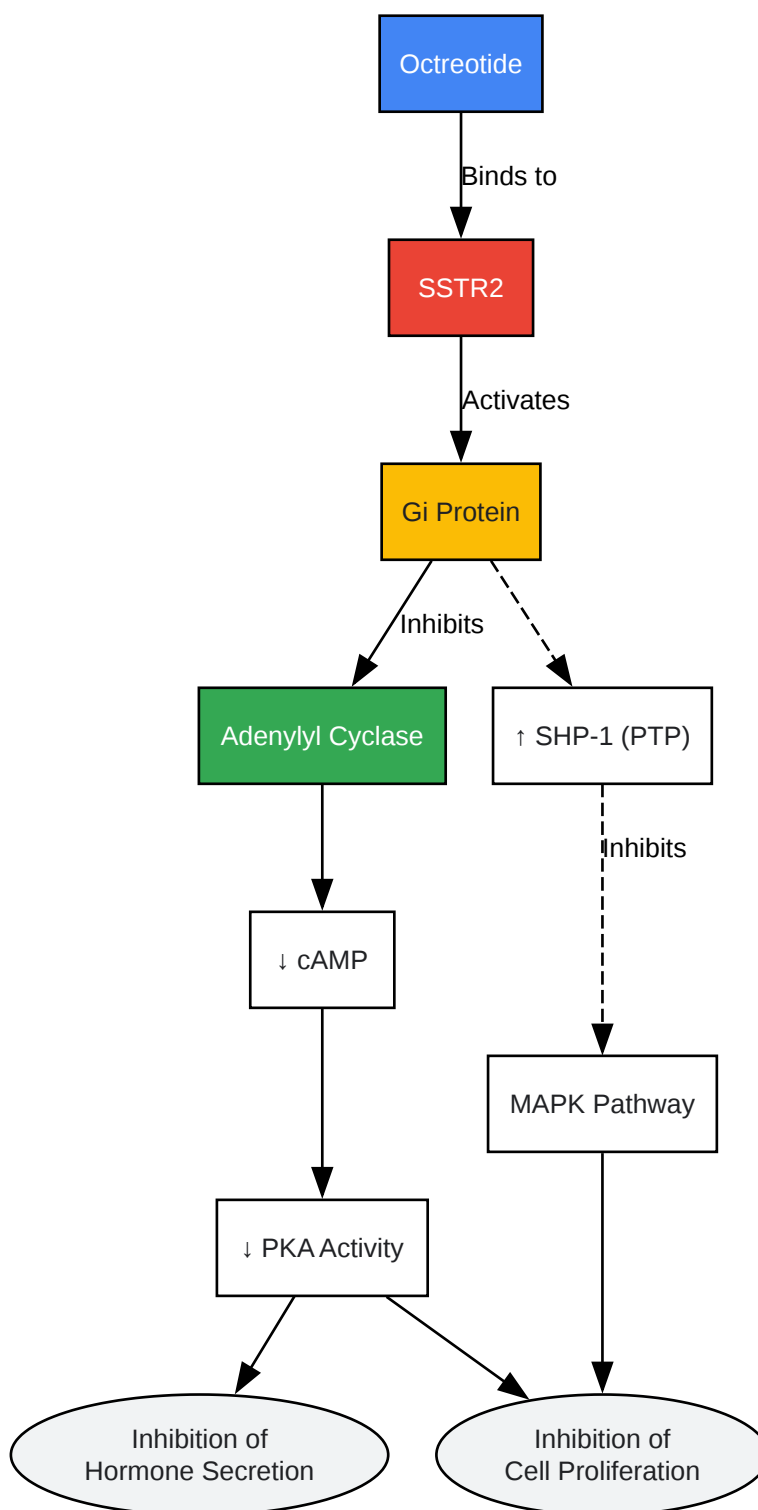 Octreotide
Binds to
SSTR2
Activates
Gi Protein
Inhibits
Adenylyl Cyclase
↑ SHP-1 (PTP)
Inhibits
↓ cAMP
MAPK Pathway
↓ PKA Activity
Inhibition of
Hormone Secretion
Inhibition of
Cell Proliferation